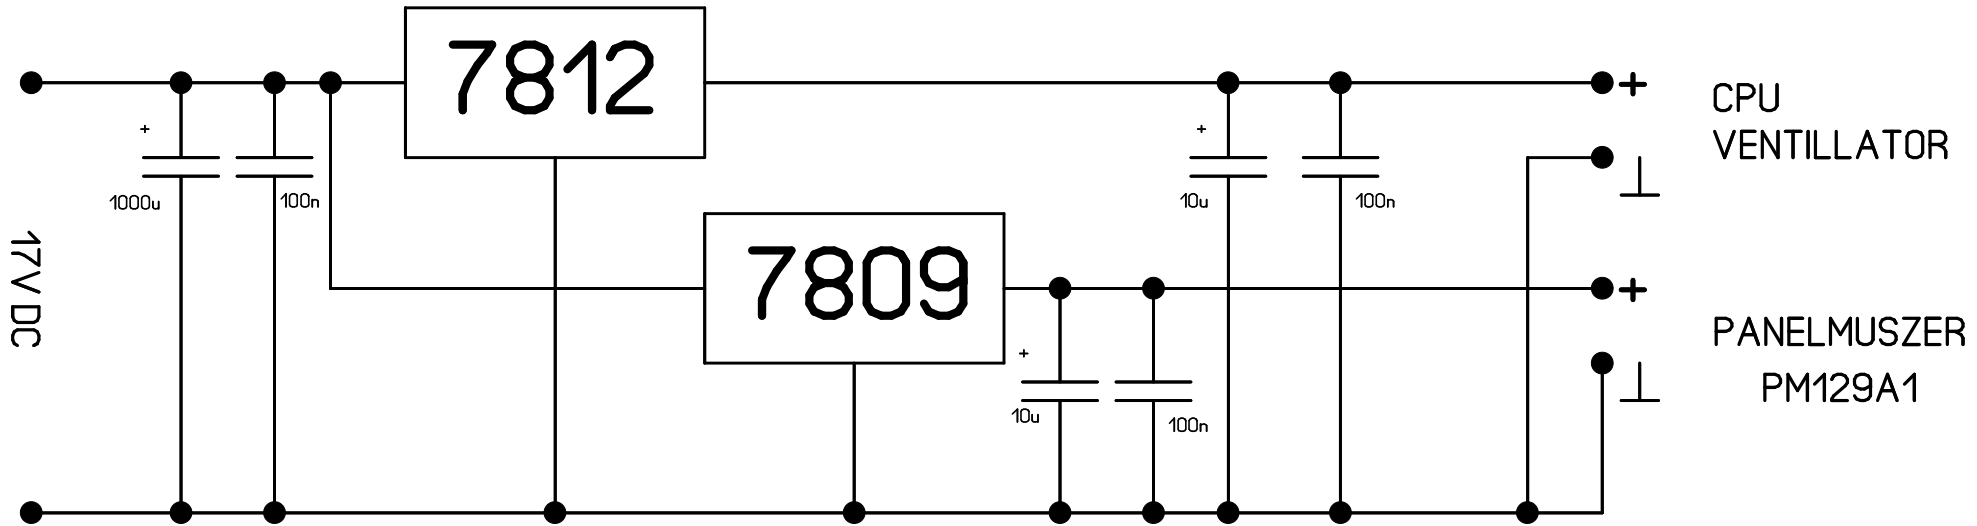 7812
+
CPU
VENTILLATOR
+
+
1000u
100n
10u
100n
17V DC
7809
+
PANELMUSZER
PM129A1
+
10u
100n